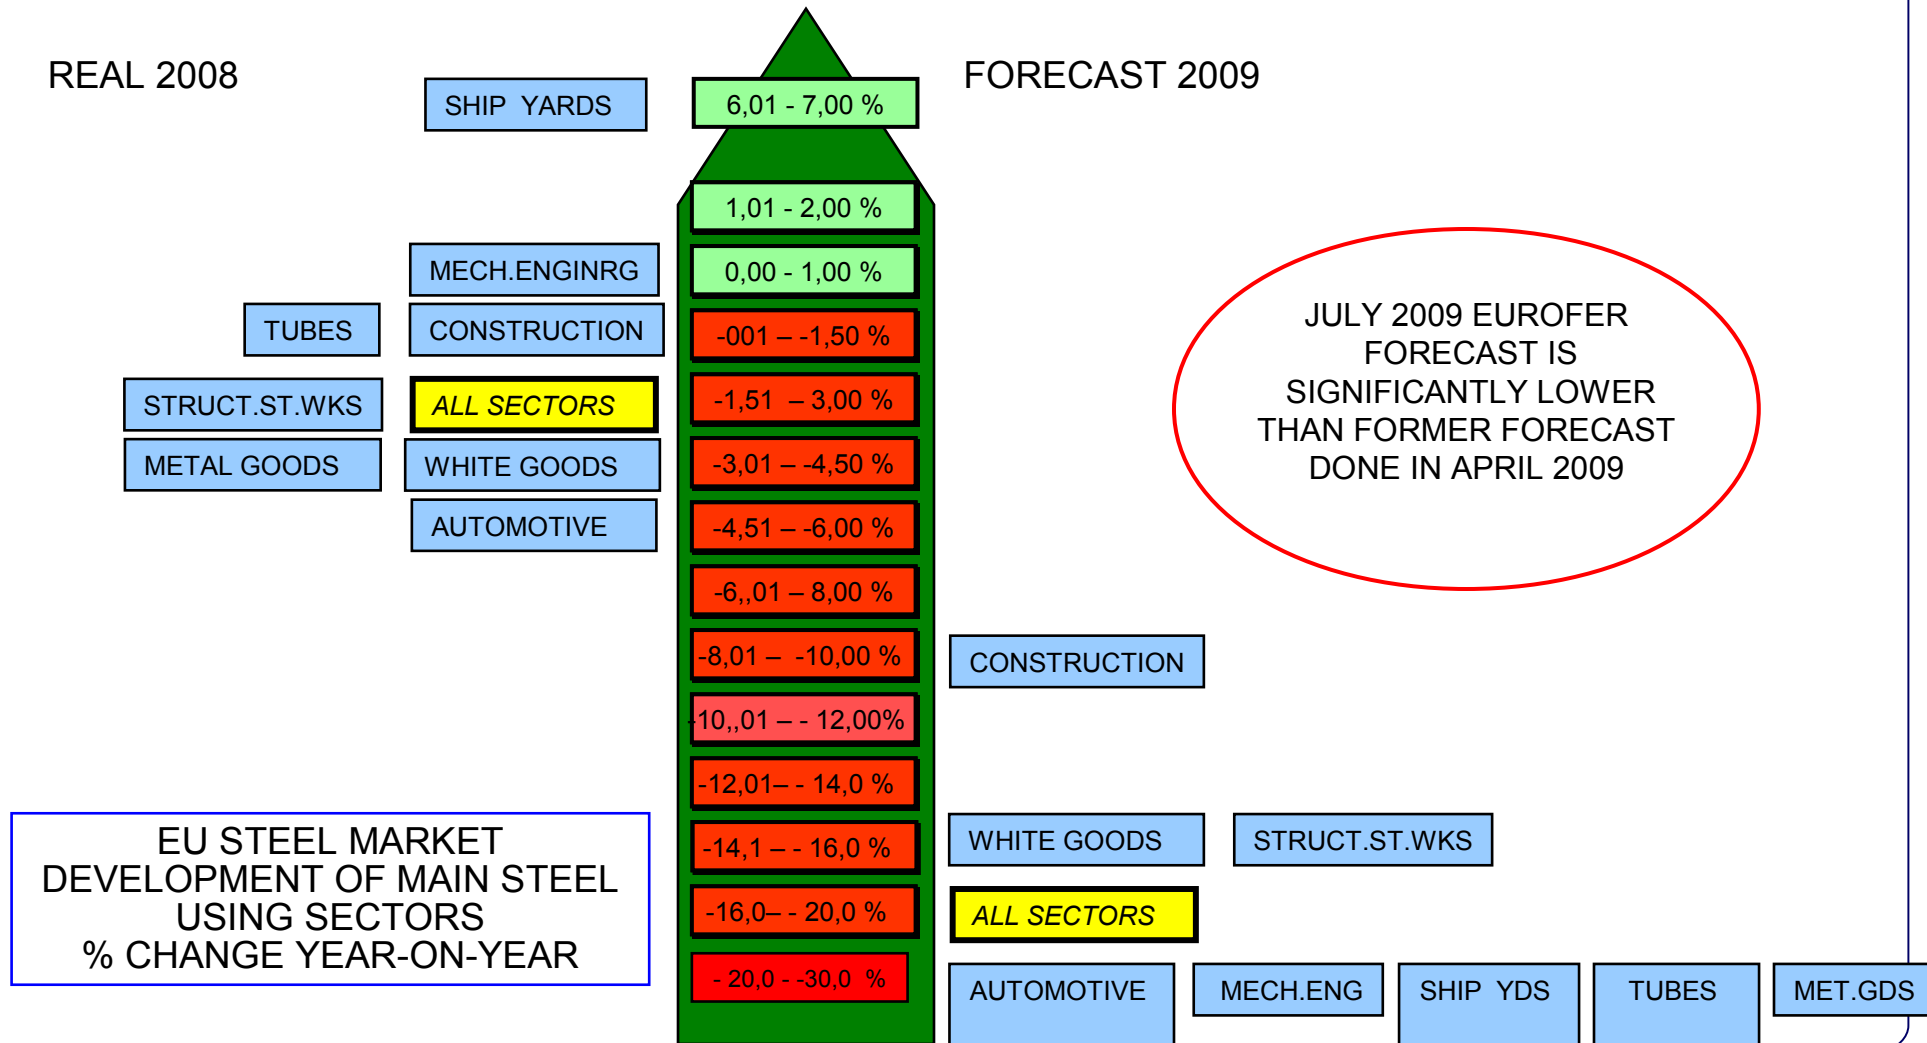 REAL 2008
FORECAST 2009
SHIP YARDS
6,01 - 7,00 %
1,01 - 2,00 %
MECH.ENGINRG
0,00 - 1,00 %
TUBES
CONSTRUCTION
-001 – -1,50 %
STRUCT.ST.WKS
ALL SECTORS
-1,51 – 3,00 %
METAL GOODS
WHITE GOODS
-3,01 – -4,50 %
AUTOMOTIVE
-4,51 – -6,00 %
-6,,01 – 8,00 %
-8,01 – -10,00 %
CONSTRUCTION
-10,,01 – - 12,00%
-12,01– - 14,0 %
-14,1 – - 16,0 %
WHITE GOODS
STRUCT.ST.WKS
-16,0– - 20,0 %
ALL SECTORS
- 20,0 - -30,0 %
AUTOMOTIVE
MECH.ENG
SHIP YDS
TUBES
MET.GDS
JULY 2009 EUROFER
FORECAST IS
SIGNIFICANTLY LOWER
THAN FORMER FORECAST
DONE IN APRIL 2009
EU STEEL MARKET
DEVELOPMENT OF MAIN STEEL
USING SECTORS
% CHANGE YEAR-ON-YEAR